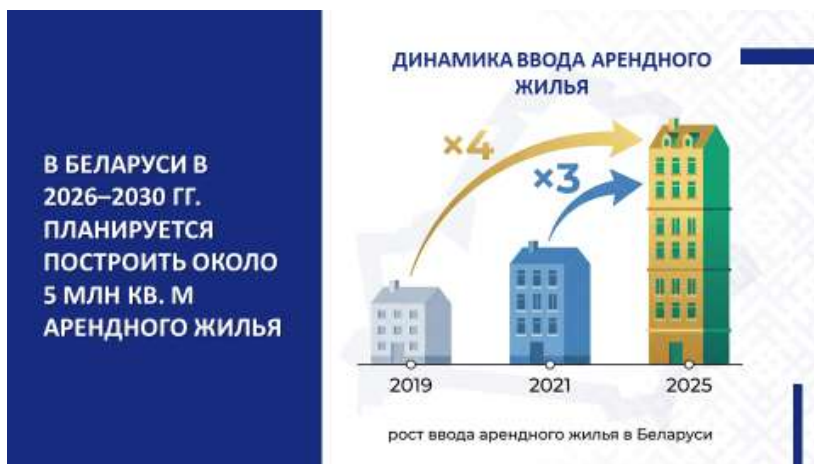 В БЕЛАРУСИ В
2026–2030 ГГ.
ПЛАНИРУЕТСЯ
ПОСТРОИТЬ ОКОЛО
5 МЛН КВ. М
АРЕНДНОГО ЖИЛЬЯ
ДИНАМИКА ВВОДА АРЕНДНОГО
ЖИЛЬЯ
×4
×3
2019
2021
2025
рост ввода арендного жилья в Беларуси